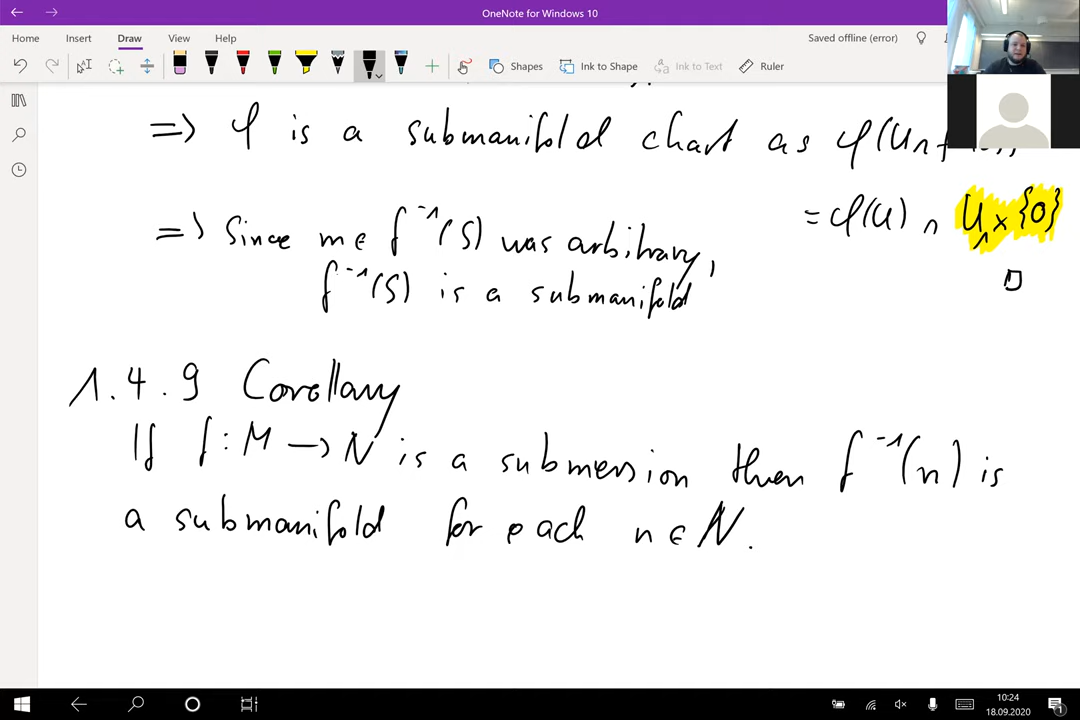 OneNote for Windows 10
Home Insert Draw View Help
Saved offline (error)
Shapes Ink to Shape Ink to Text Ruler
=> φ is a submanifold chart as φ(U∩f
=φ(U) ∩ U₁×{0}
=> Since m∈ f⁻¹(S) was arbitrary,
f⁻¹(S) is a submanifold
□
1.4.9 Corollary
If f: M → N is a submersion then f⁻¹(n) is
a submanifold for each n∈N.
10:24
18.09.2020